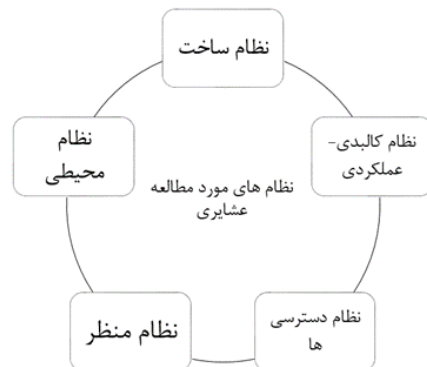 نظام ساخت
نظام کالبدی-
عملکردی
نظام
محیطی
نظام های مورد مطالعه
عشایری
نظام دسترسی
ها
نظام منظر